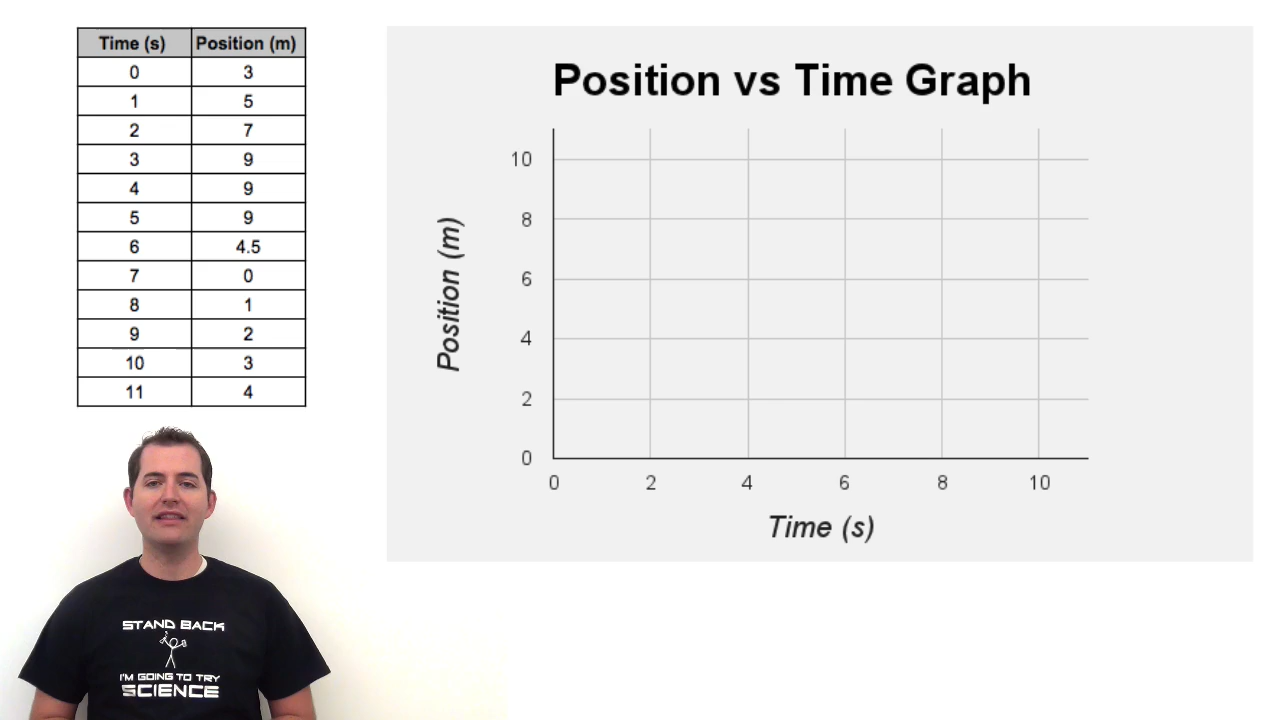 Time (s) Position (m)
0 3
1 5
2 7
3 9
4 9
5 9
6 4.5
7 0
8 1
9 2
10 3
11 4
Position vs Time Graph
Position (m)
10
8
6
4
2
0
0 2 4 6 8 10
Time (s)
STAND BACK
I'M GOING TO TRY
SCIENCE